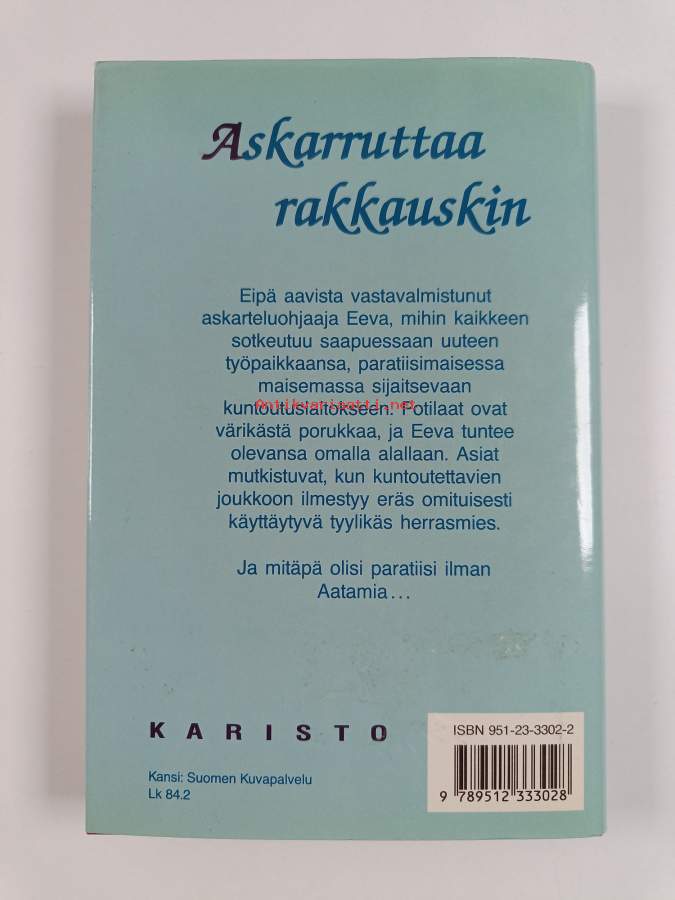 Askarruttaa
rakkauskin
Eipä aavista vastavalmistunut
askarteluohjaaja Eeva, mihin kaikkeen
sotkeutuu saapuessaan uuteen
työpaikkaansa, paratiisimaisessa
maisemassa sijaitsevaan
Antikvariaatti.net
kuntoutuslaitokseen. Potilaat ovat
värikästä porukkaa, ja Eeva tuntee
olevansa omalla alallaan. Asiat
mutkistuvat, kun kuntoutettavien
joukkoon ilmestyy eräs omituisesti
käyttäytyvä tyylikäs herrasmies.
Ja mitäpä olisi paratiisi ilman
Aatamia...
KARISTO
Kansi: Suomen Kuvapalvelu
Lk 84.2
ISBN 951-23-3302-2
9 789512 333028